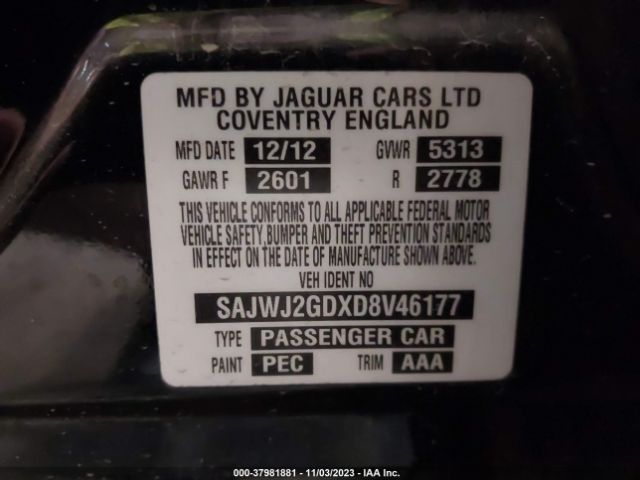 MFD BY JAGUAR CARS LTD
COVENTRY ENGLAND
MFD DATE 12/12 GVWR 5313
GAWR F 2601 R 2778
THIS VEHICLE CONFORMS TO ALL APPLICABLE FEDERAL MOTOR
VEHICLE SAFETY,BUMPER AND THEFT PREVENTION STANDARDS
IN EFFECT ON THE DATE OF MANUFACTURE SHOWN ABOVE.
VEH IDENT NO
SAJWJ2GDXD8V46177
TYPE PASSENGER CAR
PAINT PEC TRIM AAA
000-37981881 - 11/03/2023 - IAA Inc.